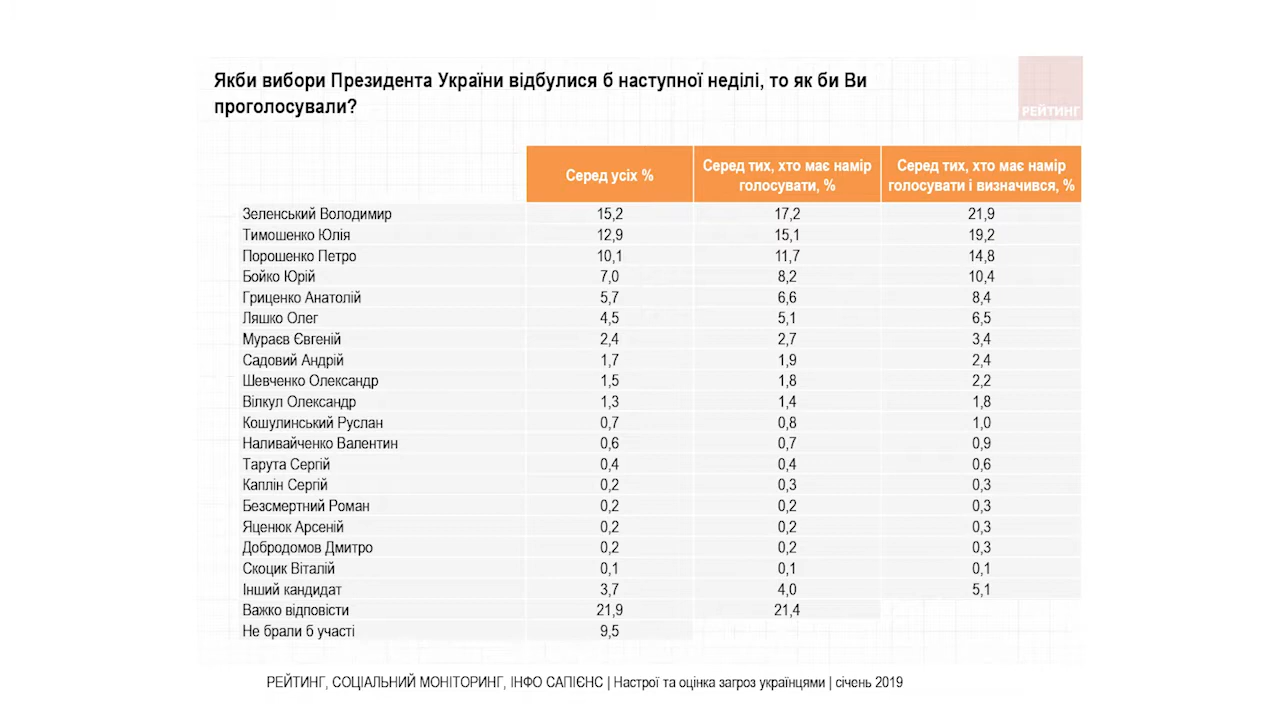 Якби вибори Президента України відбулися б наступної неділі, то як би Ви
проголосували?
РЕЙТИНГ
Серед усіх % Серед тих, хто має намір голосувати, % Серед тих, хто має намір голосувати і визначився, %
Зеленський Володимир 15,2 17,2 21,9
Тимошенко Юлія 12,9 15,1 19,2
Порошенко Петро 10,1 11,7 14,8
Бойко Юрій 7,0 8,2 10,4
Гриценко Анатолій 5,7 6,6 8,4
Ляшко Олег 4,5 5,1 6,5
Мураєв Євгеній 2,4 2,7 3,4
Садовий Андрій 1,7 1,9 2,4
Шевченко Олександр 1,5 1,8 2,2
Вілкул Олександр 1,3 1,4 1,8
Кошулинський Руслан 0,7 0,8 1,0
Наливайченко Валентин 0,6 0,7 0,9
Тарута Сергій 0,4 0,4 0,6
Каплін Сергій 0,2 0,3 0,3
Безсмертний Роман 0,2 0,2 0,3
Яценюк Арсеній 0,2 0,2 0,3
Добродомов Дмитро 0,2 0,2 0,3
Скоцик Віталій 0,1 0,1 0,1
Інший кандидат 3,7 4,0 5,1
Важко відповісти 21,9 21,4
Не брали б участі 9,5
РЕЙТИНГ, СОЦІАЛЬНИЙ МОНІТОРИНГ, ІНФО САПІЄНС | Настрої та оцінка загроз українцями | січень 2019